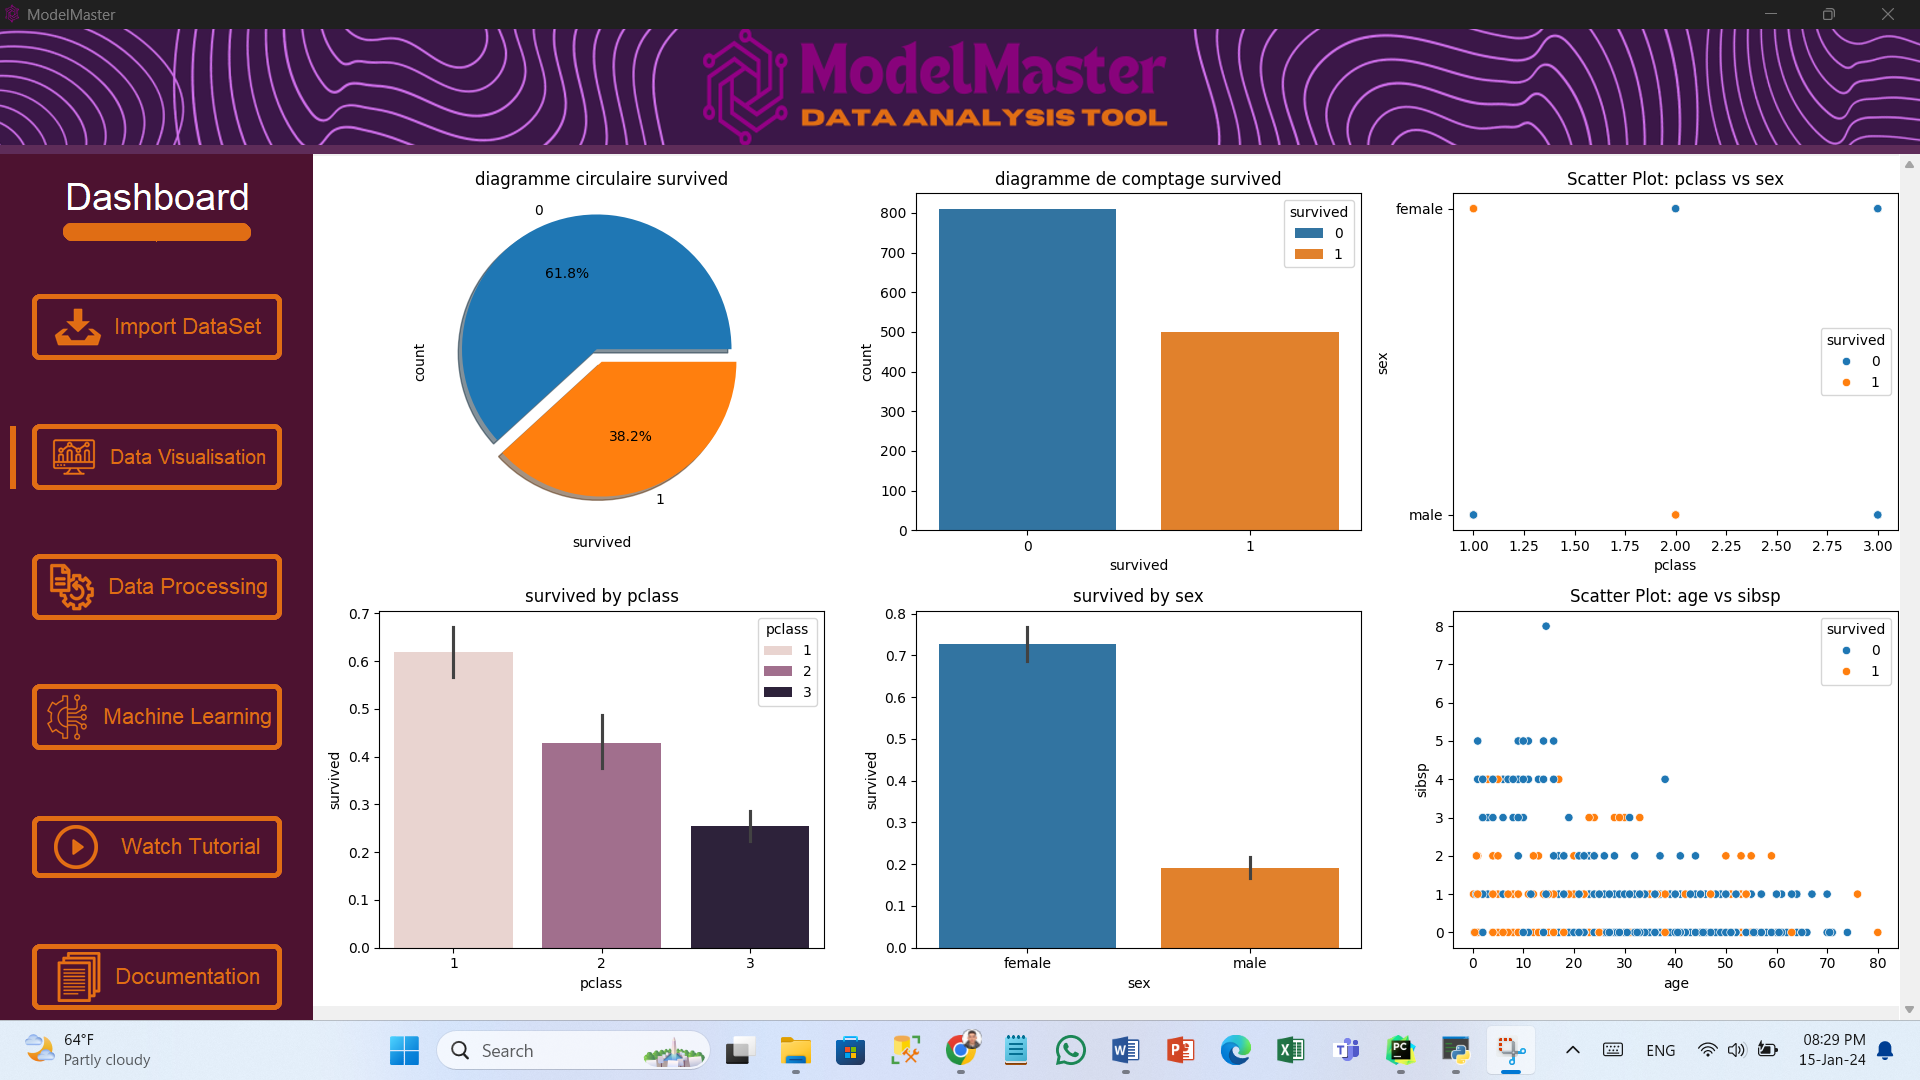 ModelMaster
ModelMaster
DATA ANALYSIS TOOL
Dashboard
Import DataSet
Data Visualisation
Data Processing
Machine Learning
Watch Tutorial
Documentation
diagramme circulaire survived
0
61.8%
38.2%
1
count
survived
diagramme de comptage survived
800
700
600
500
400
300
200
100
0
count
survived
0
1
0
1
survived
Scatter Plot: pclass vs sex
female
male
sex
survived
0
1
1.00 1.25 1.50 1.75 2.00 2.25 2.50 2.75 3.00
pclass
survived by pclass
0.7
0.6
0.5
0.4
0.3
0.2
0.1
0.0
survived
pclass
1
2
3
1 2 3
pclass
survived by sex
0.8
0.7
0.6
0.5
0.4
0.3
0.2
0.1
0.0
survived
female male
sex
Scatter Plot: age vs sibsp
8
7
6
5
4
3
2
1
0
sibsp
survived
0
1
0 10 20 30 40 50 60 70 80
age
64°F
Partly cloudy
Search
ENG
08:29 PM
15-Jan-24